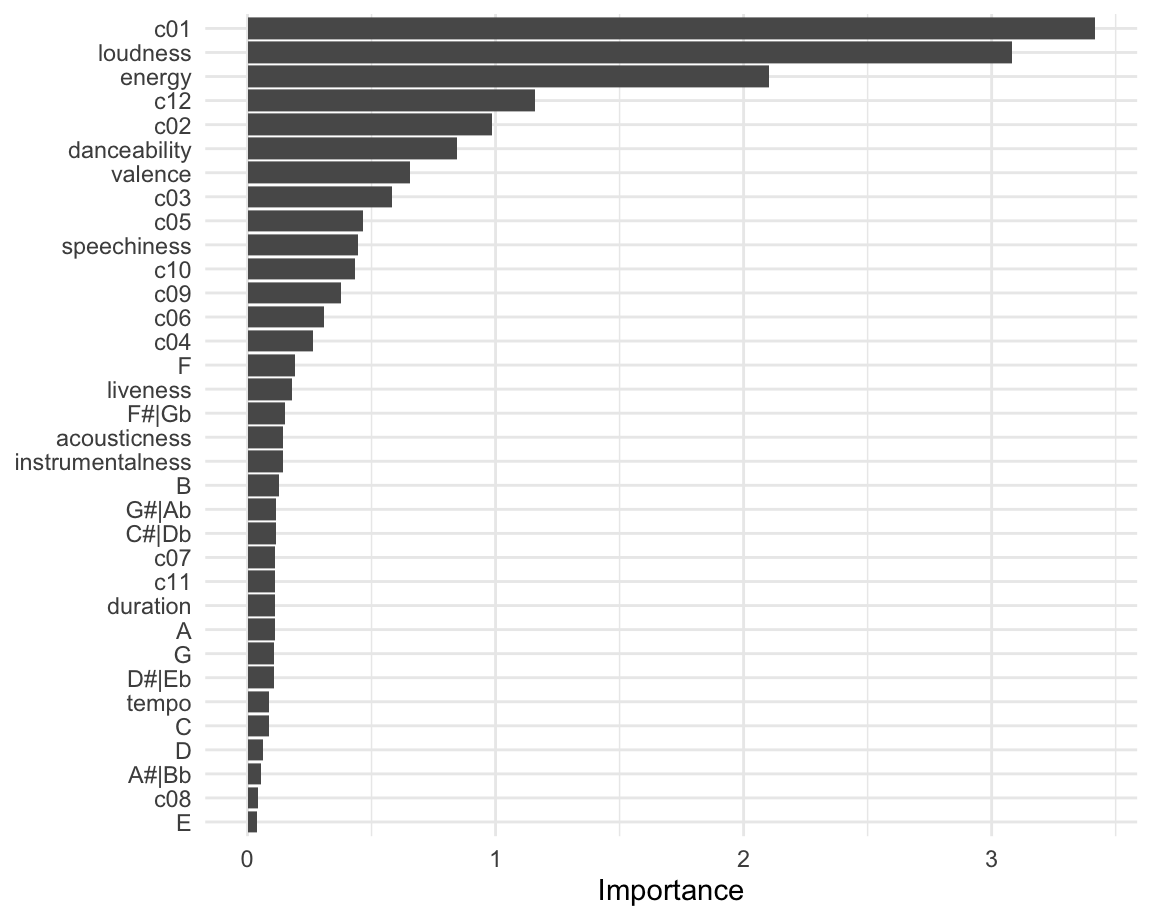 c01
loudness
energy
c12
c02
danceability
valence
c03
c05
speechiness
c10
c09
c06
c04
F
liveness
F#|Gb
acousticness
instrumentalness
B
G#|Ab
C#|Db
c07
c11
duration
A
G
D#|Eb
tempo
C
D
A#|Bb
c08
E
0 1 2 3
Importance